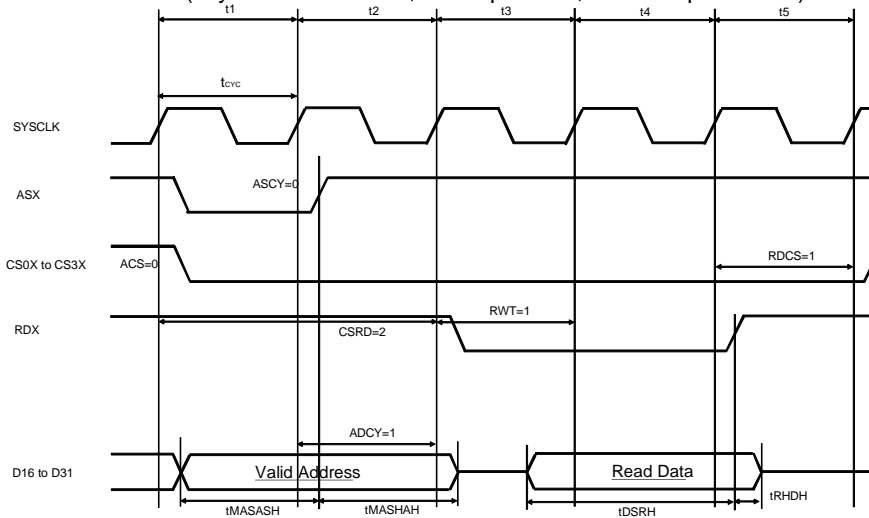 t1 t2 t3 t4 t5
tCYC
SYSCLK
ASCY=0
ASX
RDCS=1
CS0X to CS3X ACS=0
RWT=1
RDX
CSRD=2
ADCY=1
D16 to D31 Valid Address Read Data
tMASASH tMASHAH tDSRH tRHDH